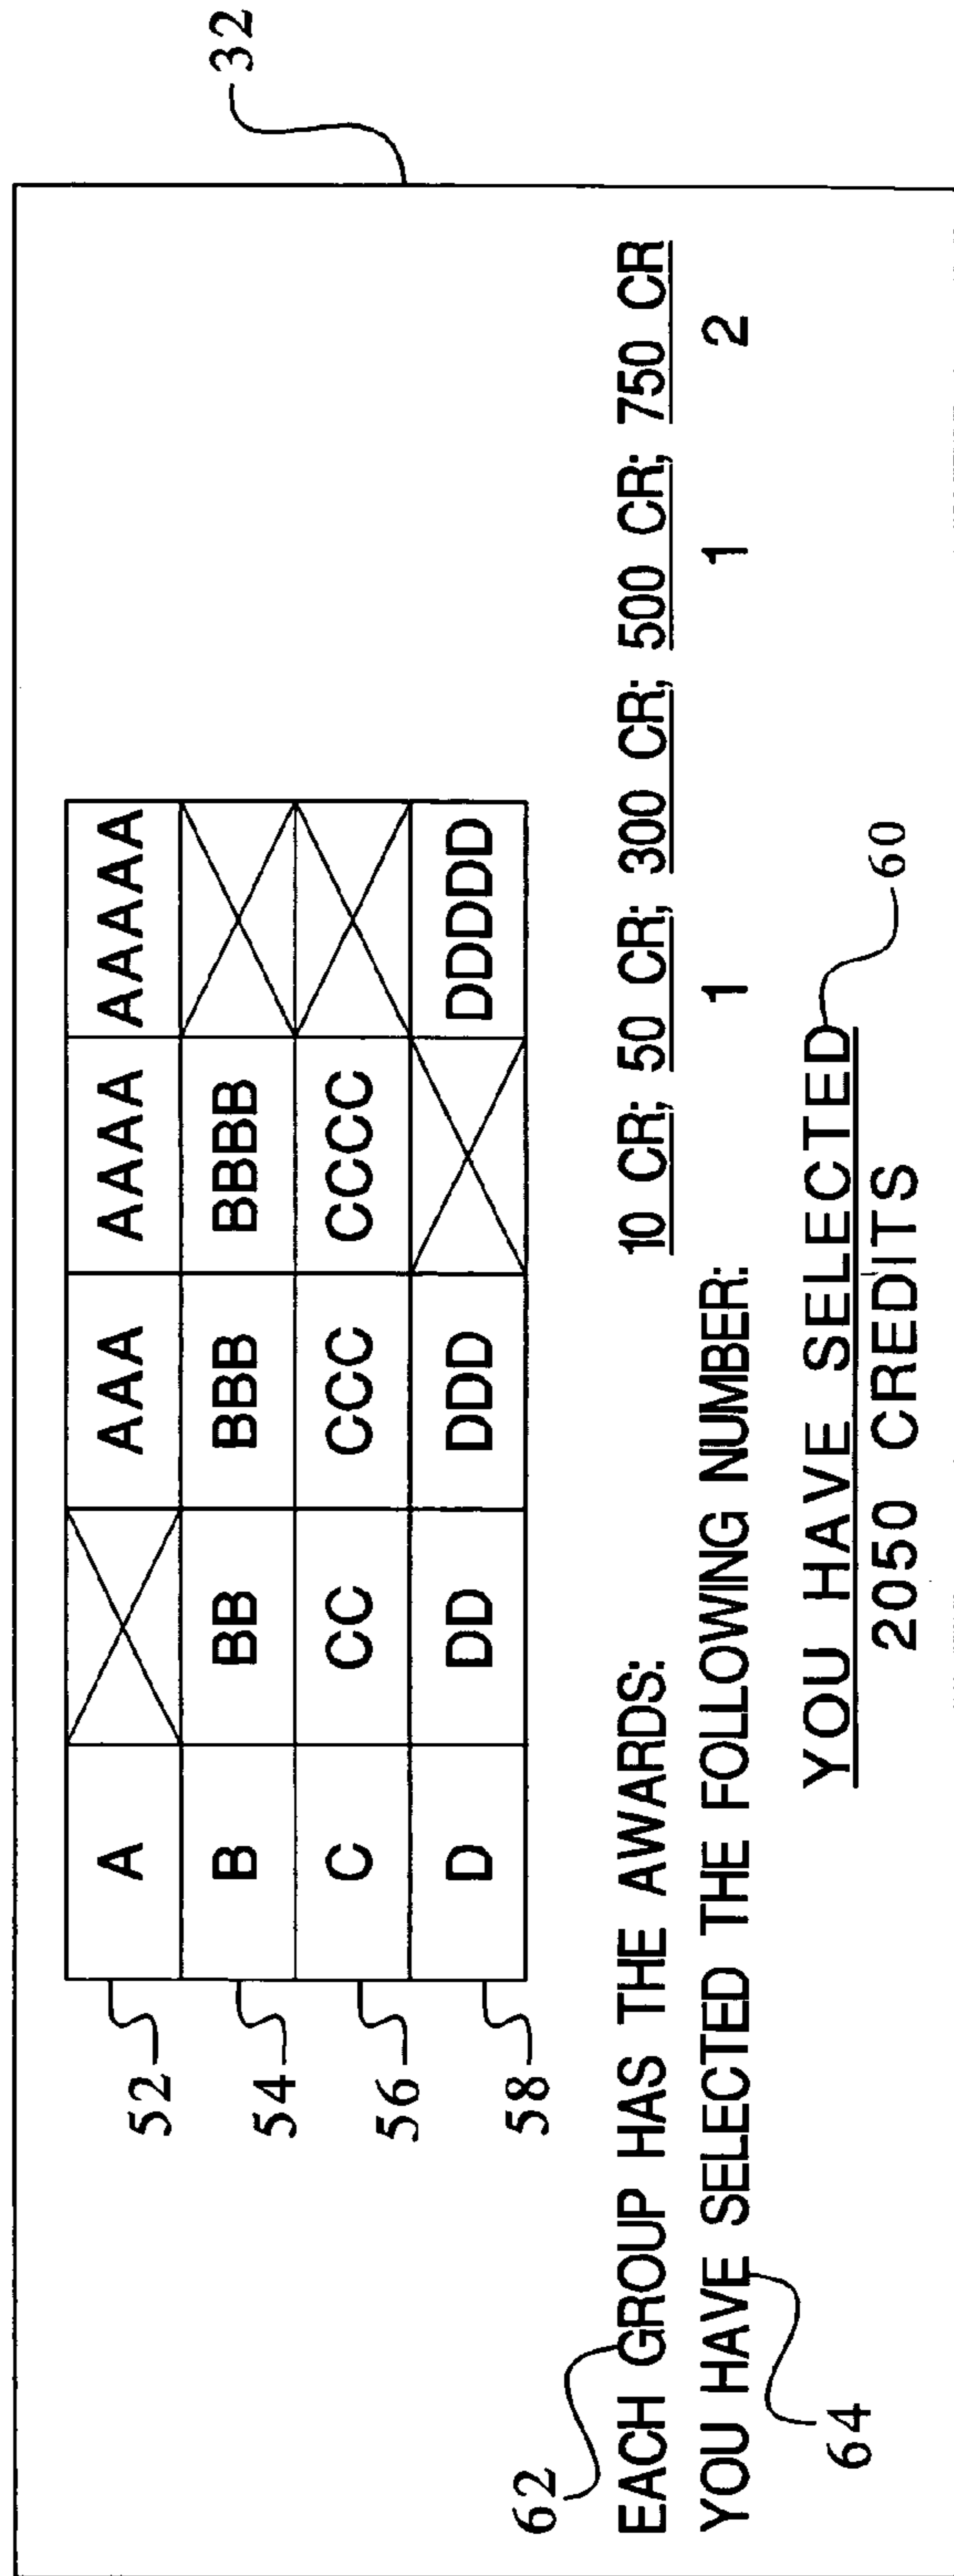 32
52 A AAA AAAA AAAAA
54 B BB BBB BBBB
56 C CC CCC CCCC
58 D DD DDD DDDDD
62
EACH GROUP HAS THE AWARDS: 10 CR; 50 CR; 300 CR; 500 CR; 750 CR
YOU HAVE SELECTED THE FOLLOWING NUMBER: 1 1 2
64
YOU HAVE SELECTED 60
2050 CREDITS